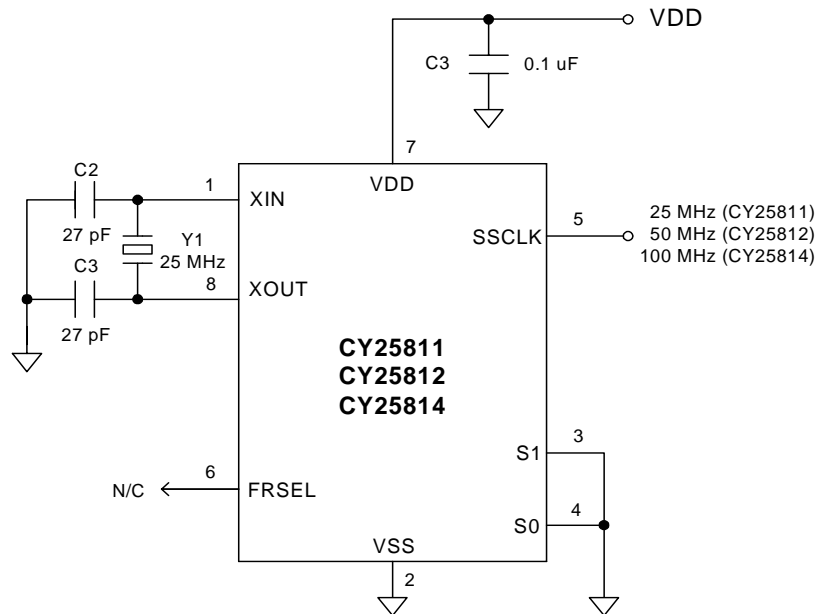 VDD
C3 0.1 uF
7
VDD
C2
1
XIN
27 pF
Y1
25 MHz
C3
8
XOUT
27 pF
5
SSCLK
25 MHz (CY25811)
50 MHz (CY25812)
100 MHz (CY25814)
CY25811
CY25812
CY25814
3
S1
6
N/C
FRSEL
4
S0
VSS
2